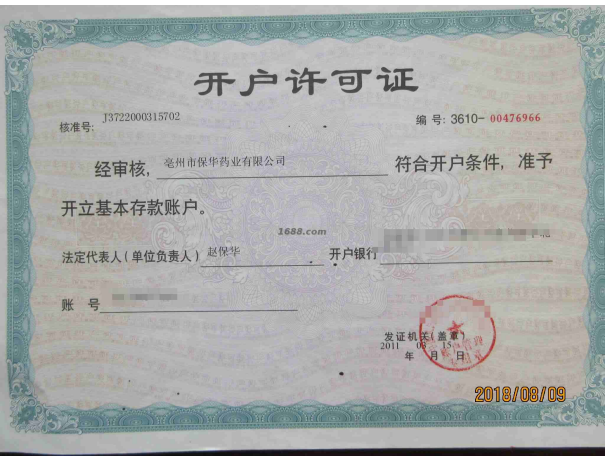 开户许可证
核准号: J3722000315702
编号: 3610- 00476966
经审核, 亳州市保华药业有限公司 符合开户条件, 准予
开立基本存款账户。
1688.com
法定代表人(单位负责人) 赵保华 开户银行
账 号
发证机关(盖章)
2011 15
年 月 日
2018/08/09